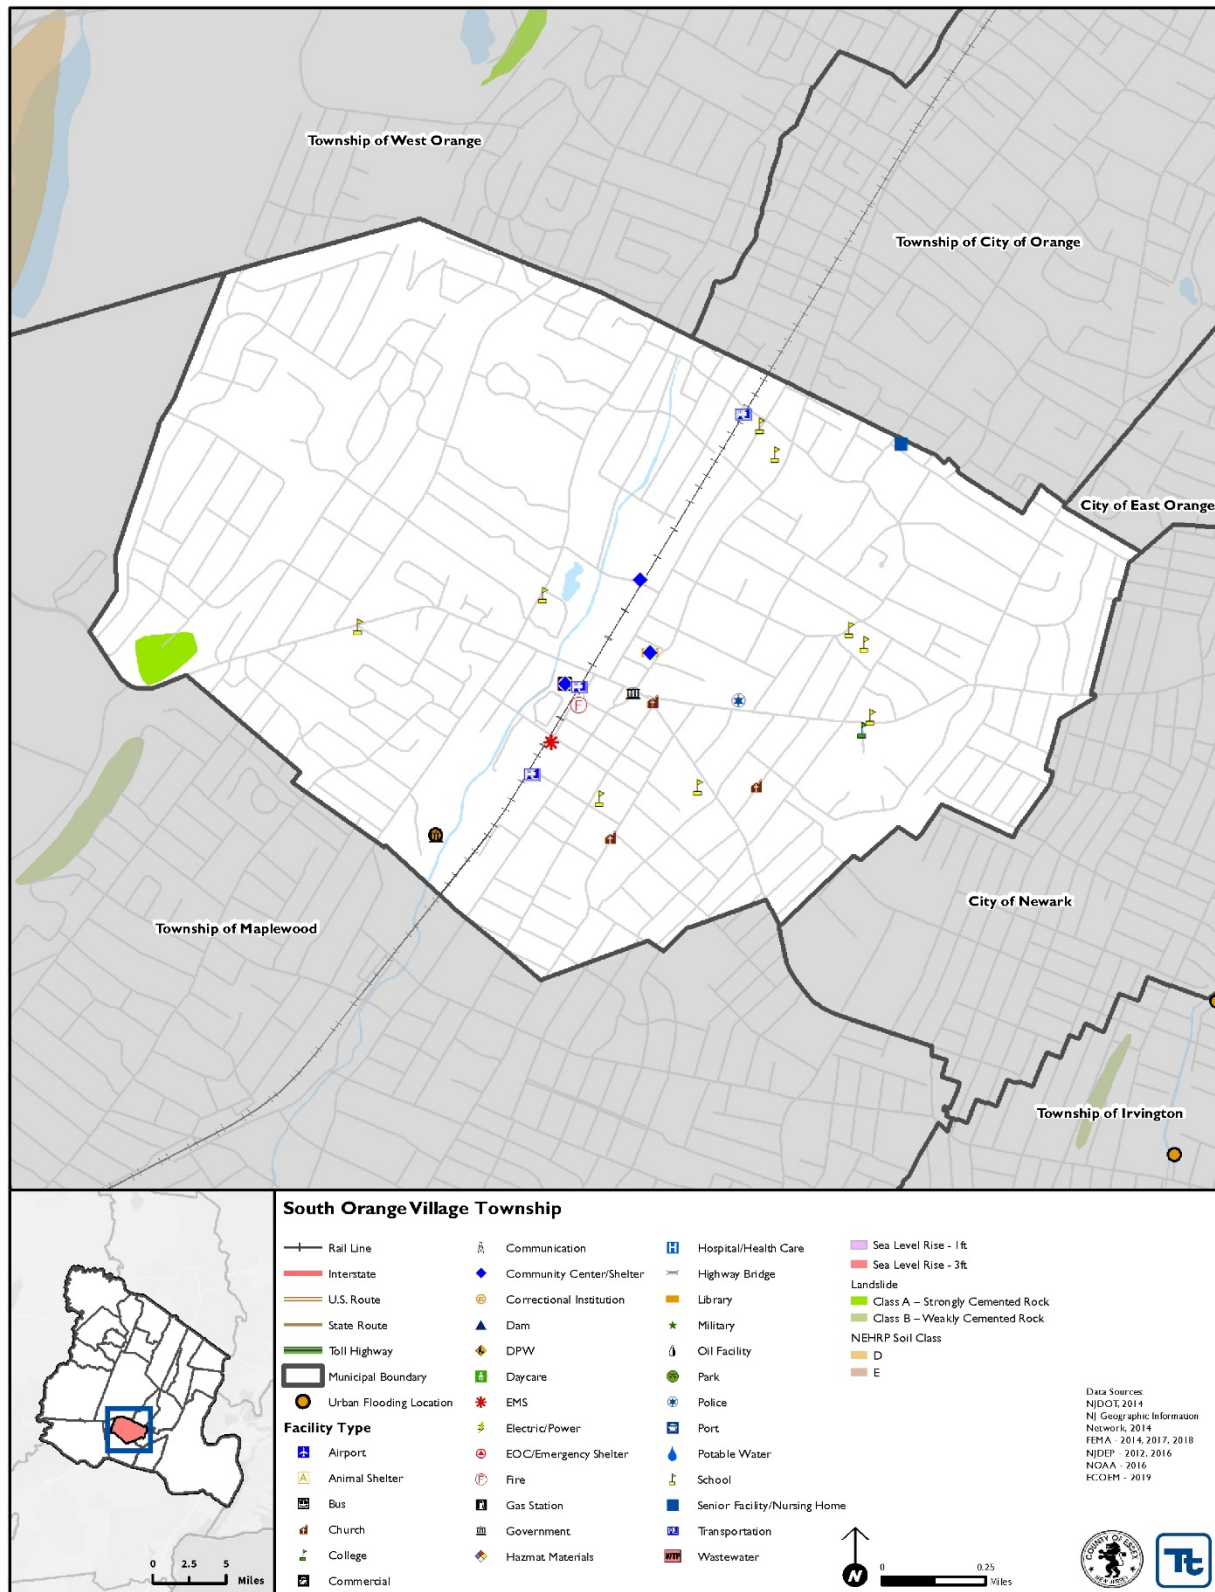 Township of West Orange
Township of City of Orange
City of East Orange
City of Newark
Township of Maplewood
Township of Irvington
F
South Orange Village Township
Rail Line
Interstate
U.S. Route
State Route
Toll Highway
Municipal Boundary
Urban Flooding Location
Facility Type
Airport
A Animal Shelter
Bus
Church
College
Commercial
Communication
Community Center/Shelter
Correctional Institution
Dam
DPW
Daycare
EMS
Electric/Power
EOC/Emergency Shelter
F Fire
Gas Station
Government
Hazmat Materials
H Hospital/Health Care
Highway Bridge
Library
Military
Oil Facility
Park
Police
Port
Potable Water
School
Senior Facility/Nursing Home
Transportation
WTP Wastewater
Sea Level Rise - 1ft
Sea Level Rise - 3ft
Landslide
Class A – Strongly Cemented Rock
Class B – Weakly Cemented Rock
NEHRP Soil Class
D
E
Data Sources:
NJDOT, 2014
NJ Geographic Information
Network, 2014
FEMA - 2014, 2017, 2018
NJDEP - 2012, 2016
NOAA - 2016
ECOEM - 2019
0 2.5 5
Miles
N
0 0.25
Miles
COUNTY OF ESSEX
NEW JERSEY
Tt